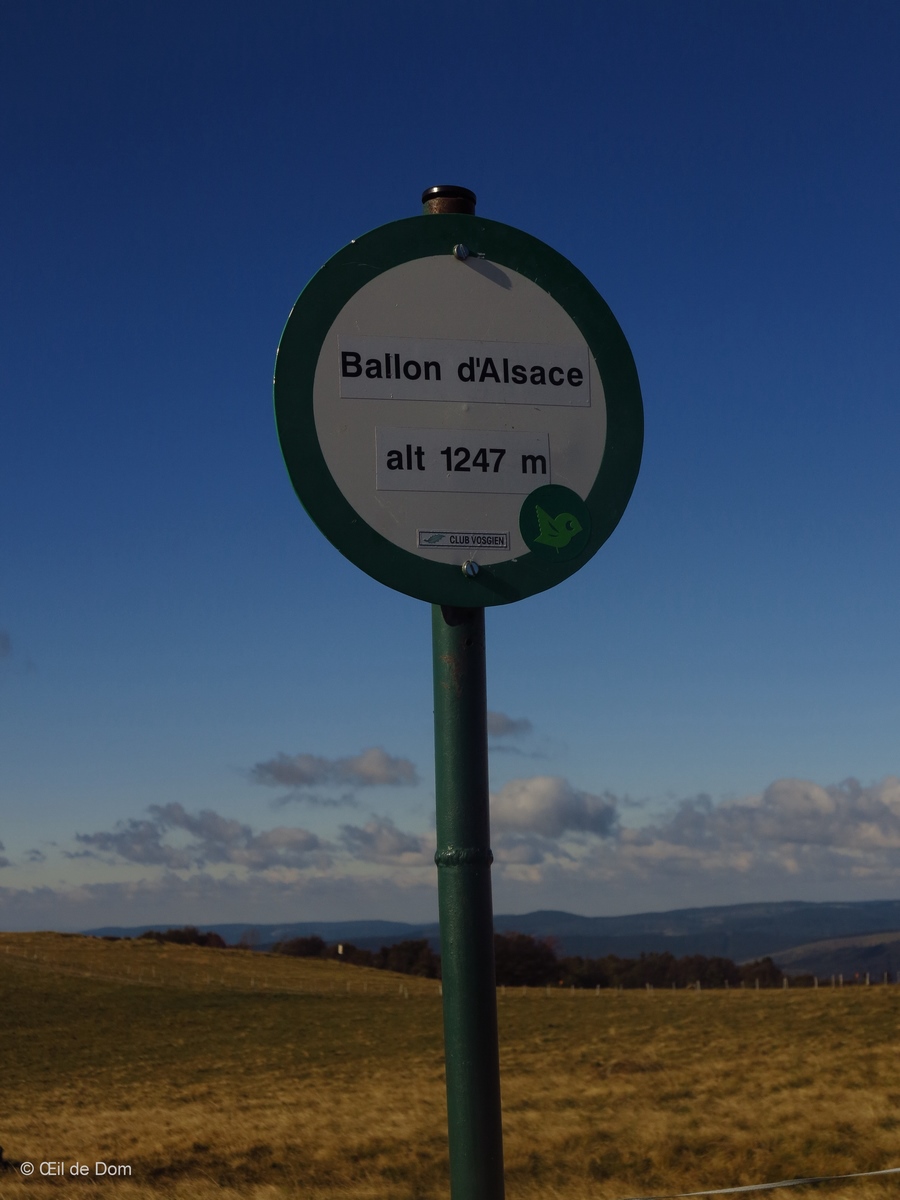 Ballon d'Alsace
alt 1247 m
CLUB VOSGIEN
© Œil de Dom